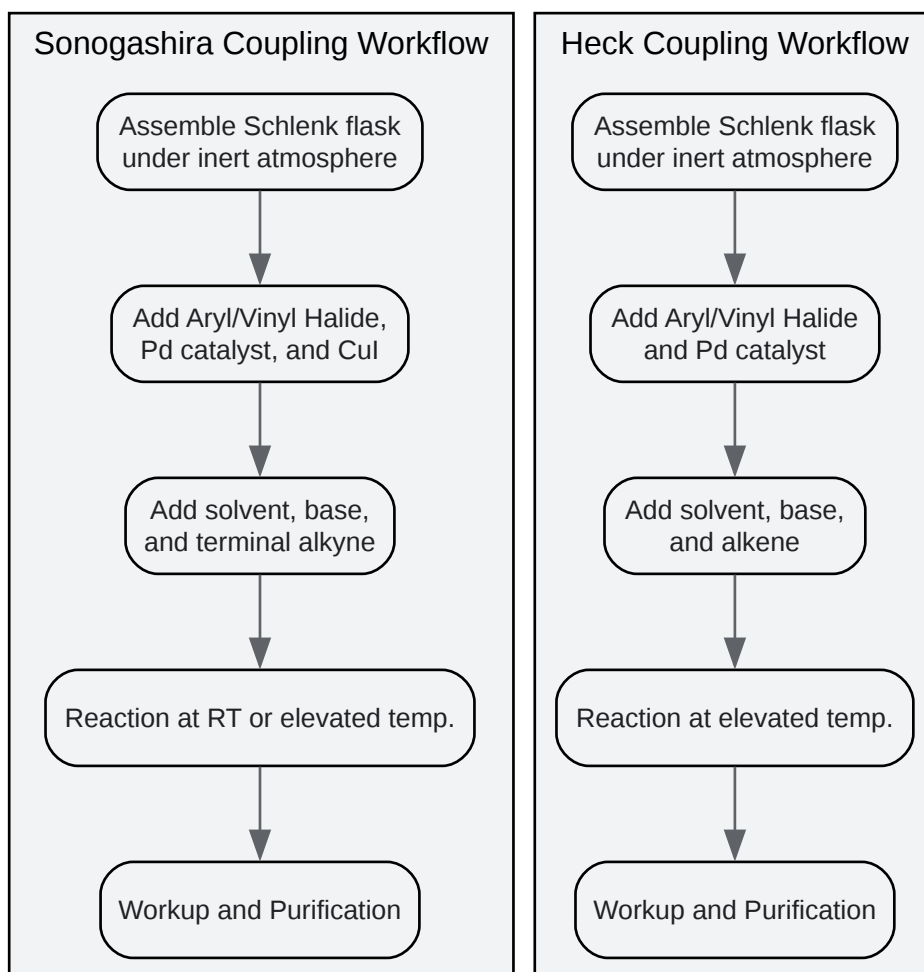 Sonogashira Coupling Workflow
Assemble Schlenk flask
under inert atmosphere
Add Aryl/Vinyl Halide,
Pd catalyst, and CuI
Add solvent, base,
and terminal alkyne
Reaction at RT or elevated temp.
Workup and Purification
Heck Coupling Workflow
Assemble Schlenk flask
under inert atmosphere
Add Aryl/Vinyl Halide
and Pd catalyst
Add solvent, base,
and alkene
Reaction at elevated temp.
Workup and Purification